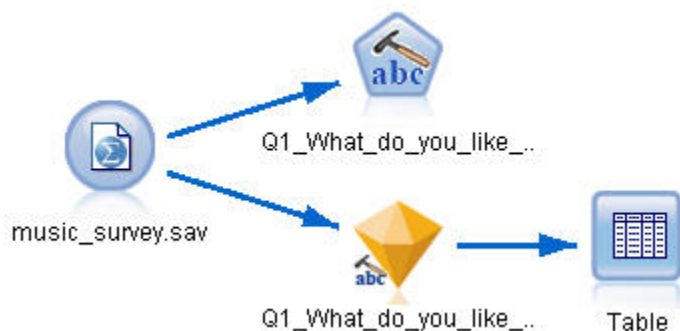 abc
Q1_What_do_you_like_..
music_survey.sav
abc
Q1_What_do_you_like_..
Table